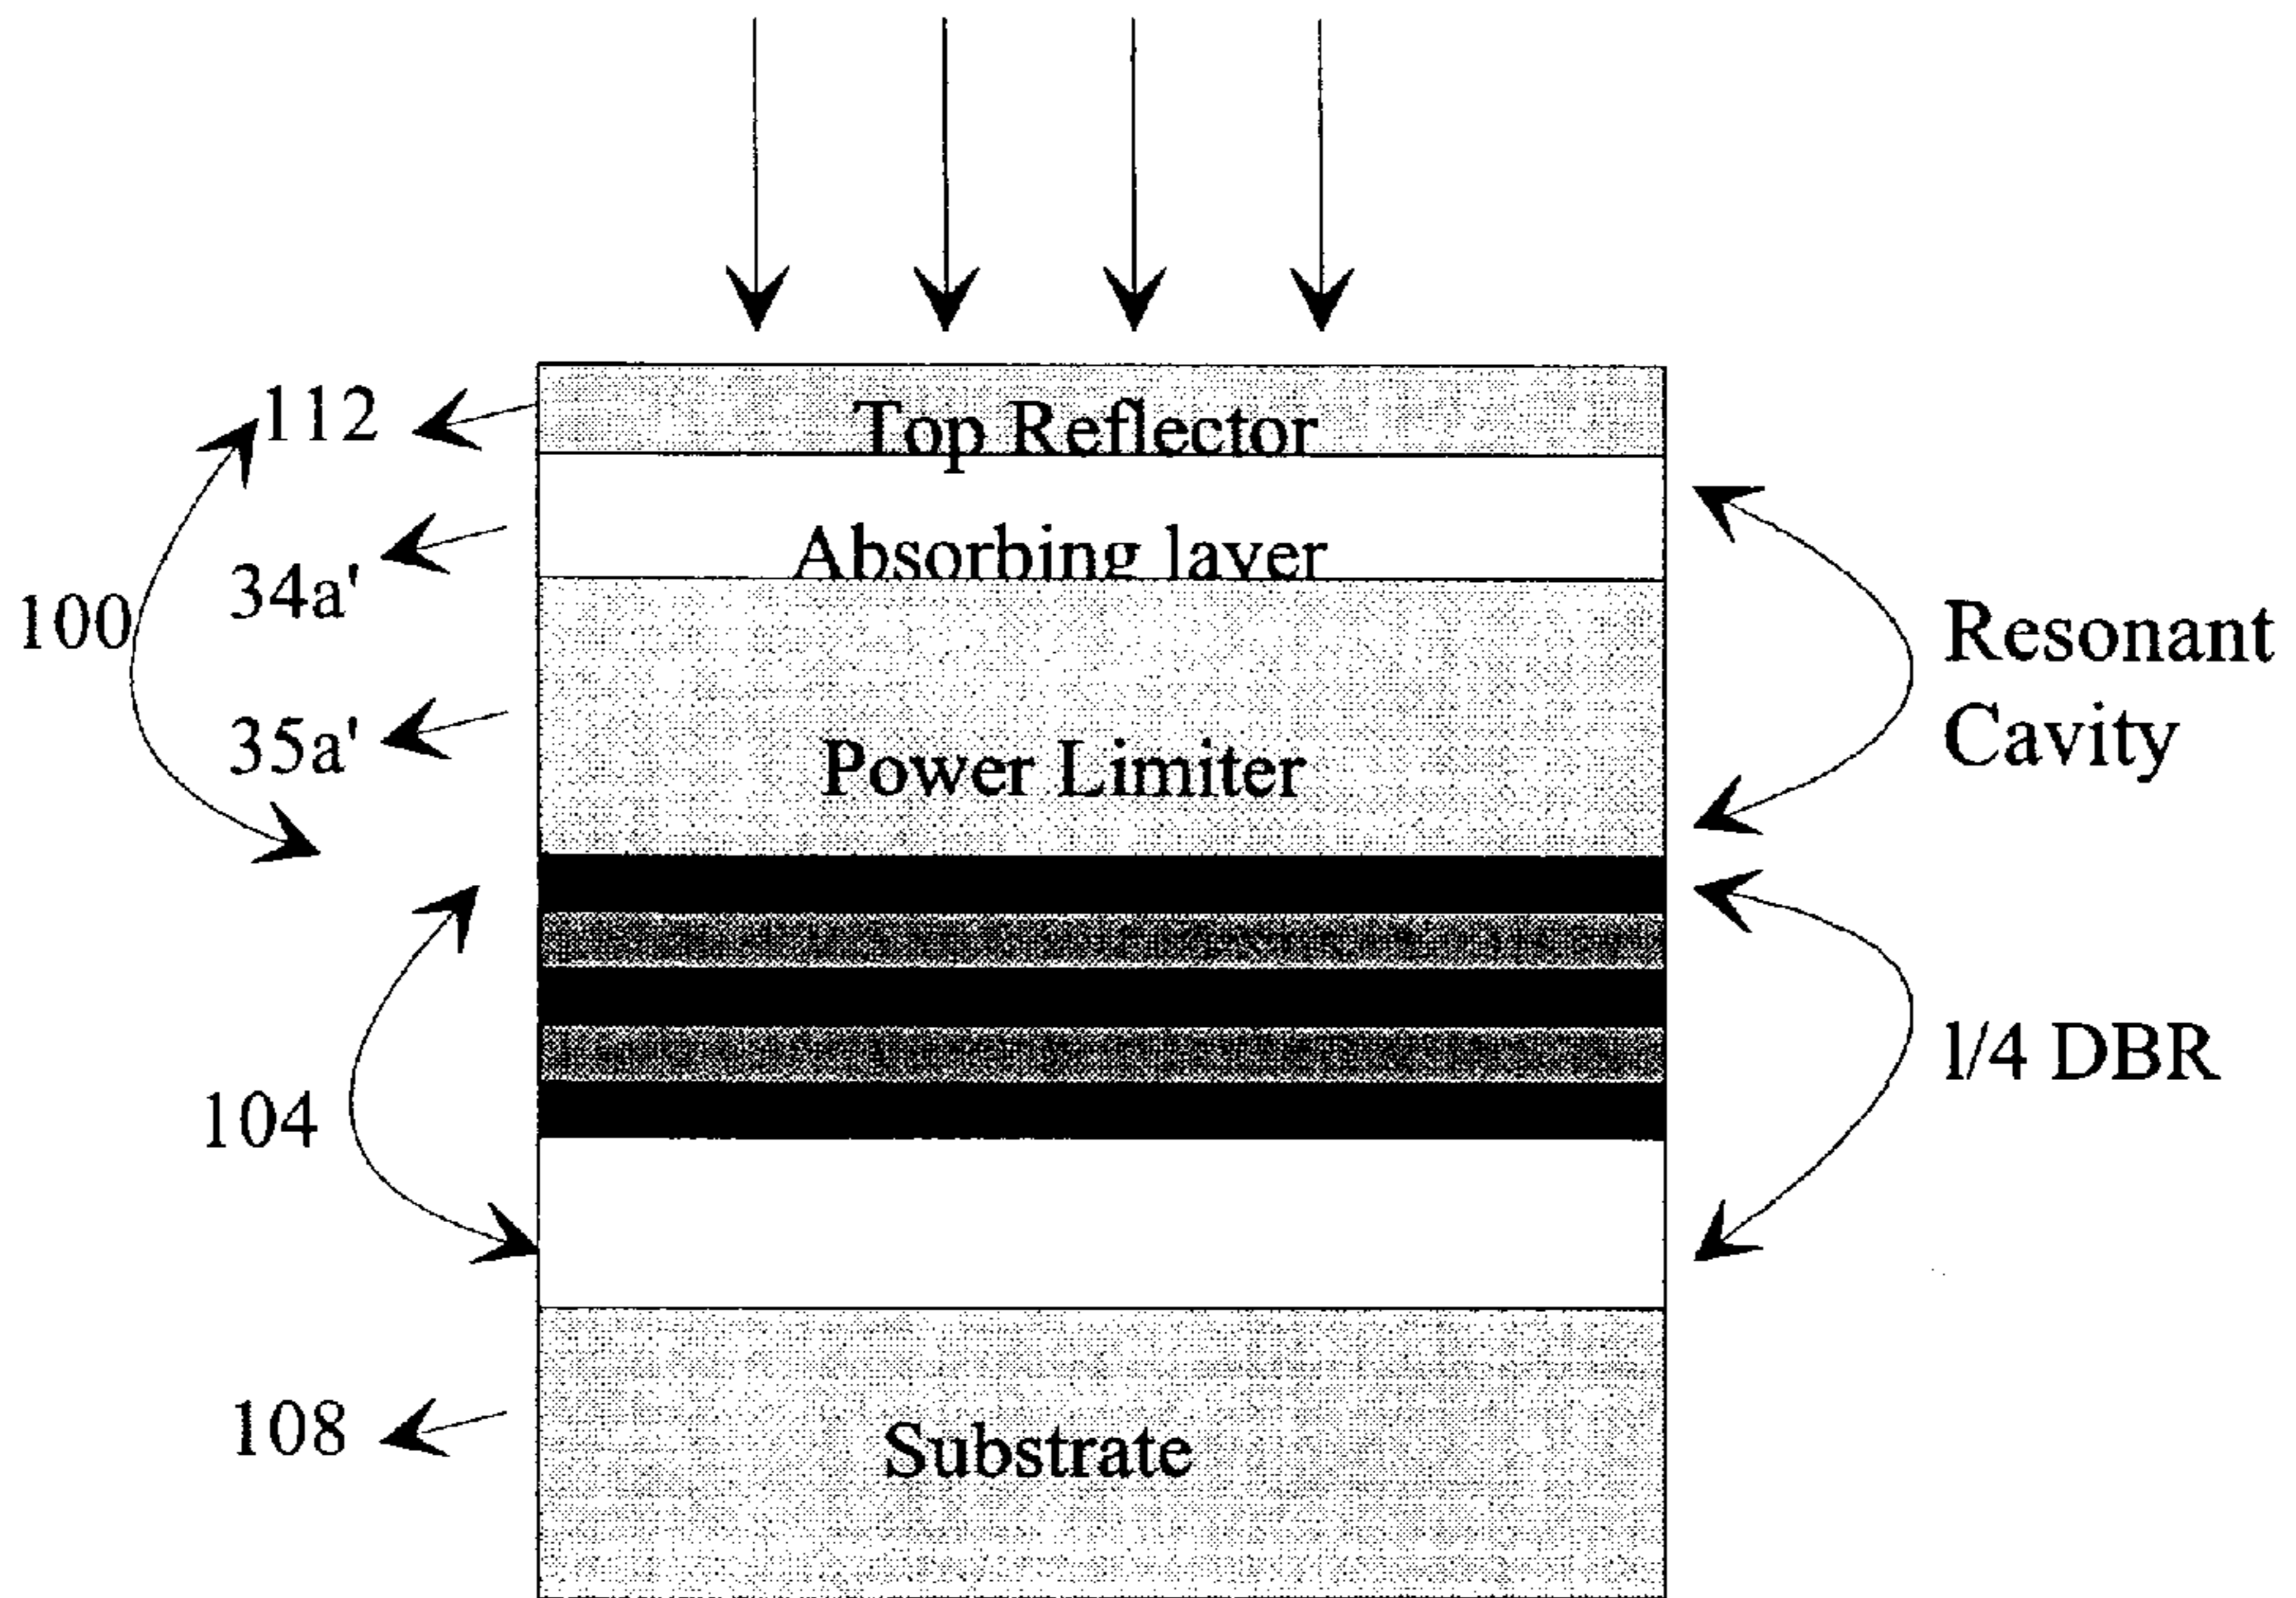 112
Top Reflector
Absorbing layer
34a'
100
Resonant
Cavity
35a'
Power Limiter
l/4 DBR
104
108
Substrate